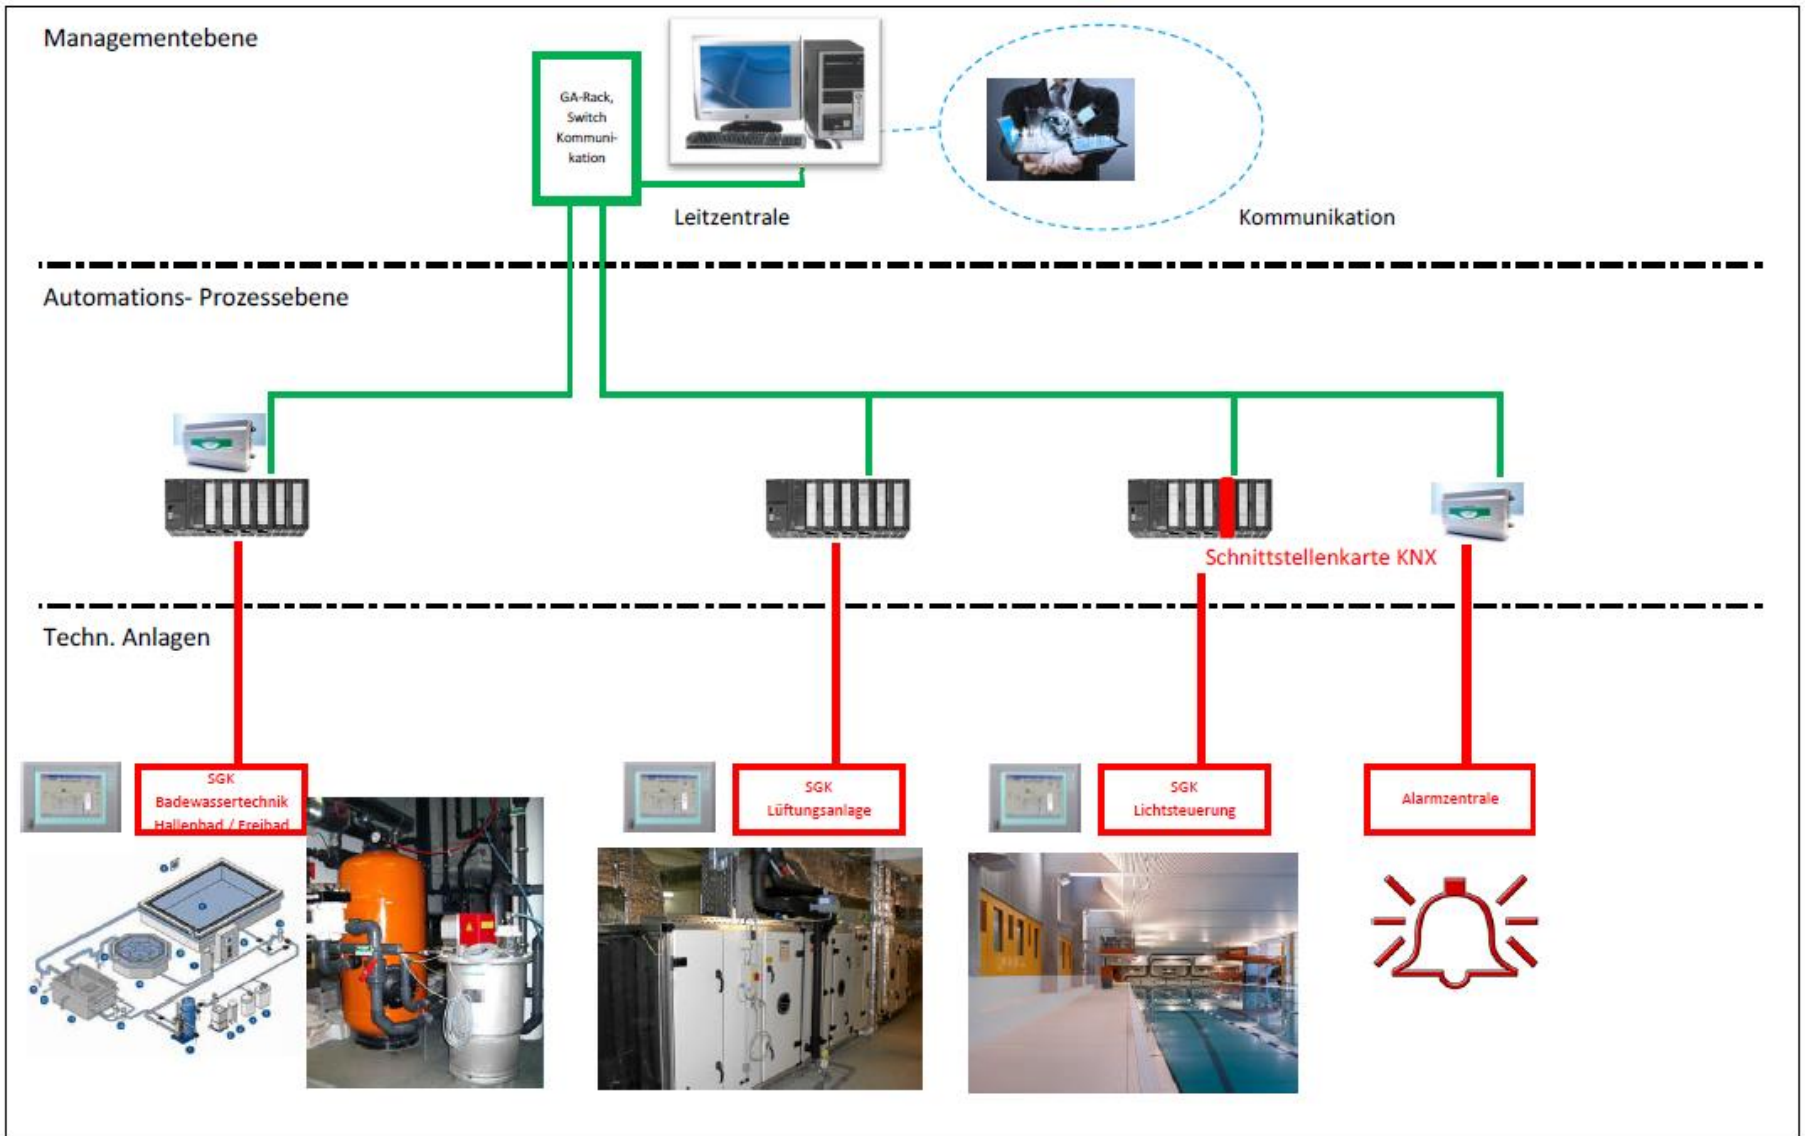 Managementebene
GA-Rack,
Switch
Kommuni-
kation
Leitzentrale
Kommunikation
Automations- Prozessebene
Schnittstellenkarte KNX
Techn. Anlagen
SGK
Badewassertechnik
Hallenbad / Freibad
SGK
Lüftungsanlage
SGK
Lichtsteuerung
Alarmzentrale